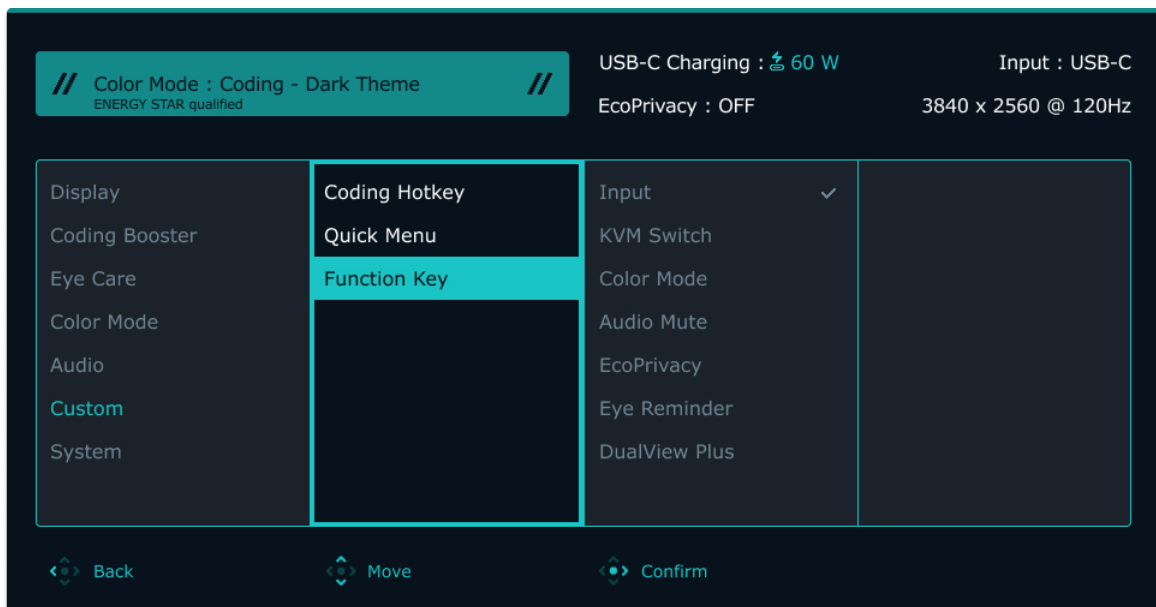 Color Mode : Coding - Dark Theme
ENERGY STAR qualified
USB-C Charging : 60 W
Input : USB-C
EcoPrivacy : OFF
3840 x 2560 @ 120Hz
Display
Coding Booster
Eye Care
Color Mode
Audio
Custom
System
Coding Hotkey
Quick Menu
Function Key
Input
KVM Switch
Color Mode
Audio Mute
EcoPrivacy
Eye Reminder
DualView Plus
Back
Move
Confirm